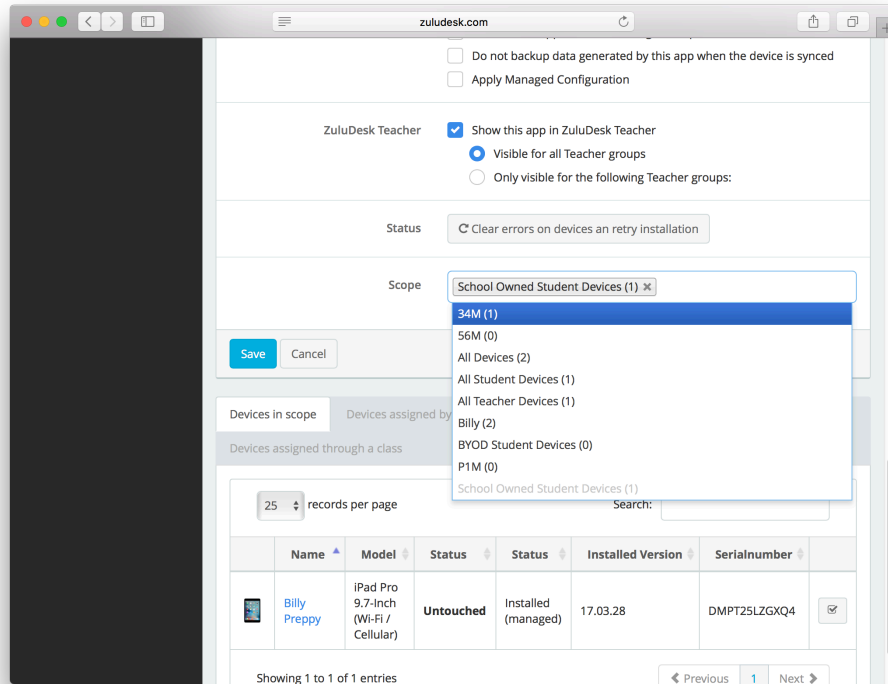 zuludesk.com
Do not backup data generated by this app when the device is synced
Apply Managed Configuration
ZuluDesk Teacher
Show this app in ZuluDesk Teacher
Visible for all Teacher groups
Only visible for the following Teacher groups:
Status
Clear errors on devices an retry installation
Scope
School Owned Student Devices (1)
34M (1)
56M (0)
All Devices (2)
All Student Devices (1)
All Teacher Devices (1)
Billy (2)
BYOD Student Devices (0)
P1M (0)
School Owned Student Devices (1)
Save Cancel
Devices in scope Devices assigned by
Devices assigned through a class
25 records per page Search:
Name Model Status Status Installed Version Serialnumber
Billy Preppy iPad Pro 9.7-Inch (Wi-Fi / Cellular) Untouched Installed (managed) 17.03.28 DMPT25LZGXQ4
Showing 1 to 1 of 1 entries Previous 1 Next